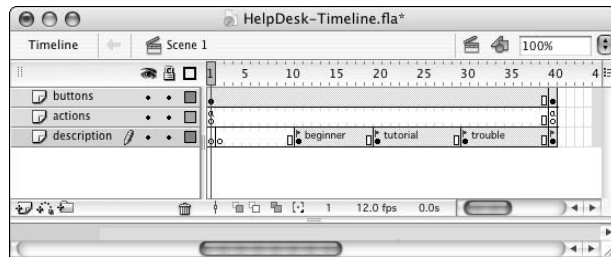 HelpDesk-Timeline.fla*
Timeline Scene 1 100%
1 5 10 15 20 25 30 35 40 4
buttons
actions
description beginner tutorial trouble
1 12.0 fps 0.0s